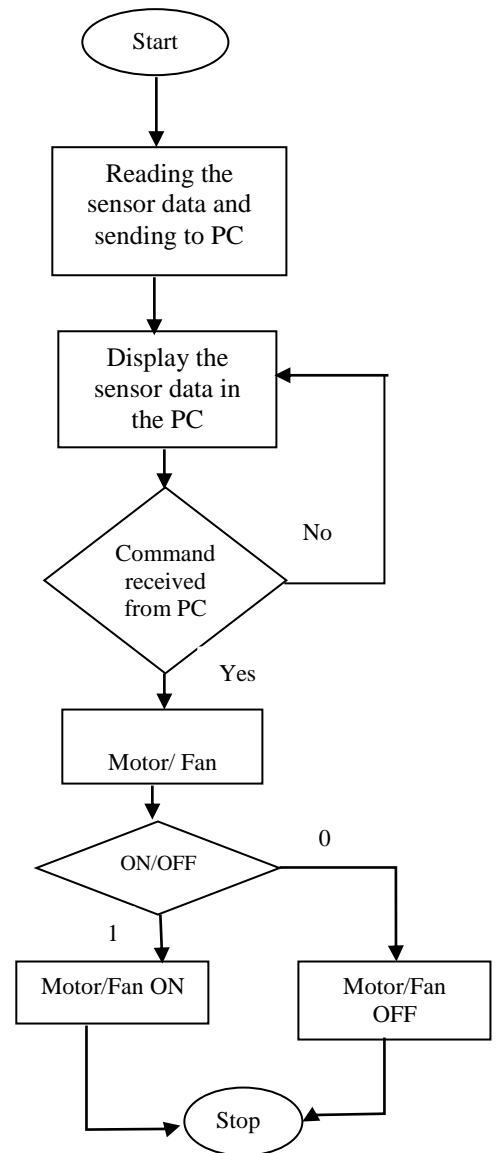 Start
Reading the
sensor data and
sending to PC
Display the
sensor data in
the PC
No
Command
received
from PC
Yes
Motor/ Fan
ON/OFF
0
1
Motor/Fan ON
Motor/Fan
OFF
Stop